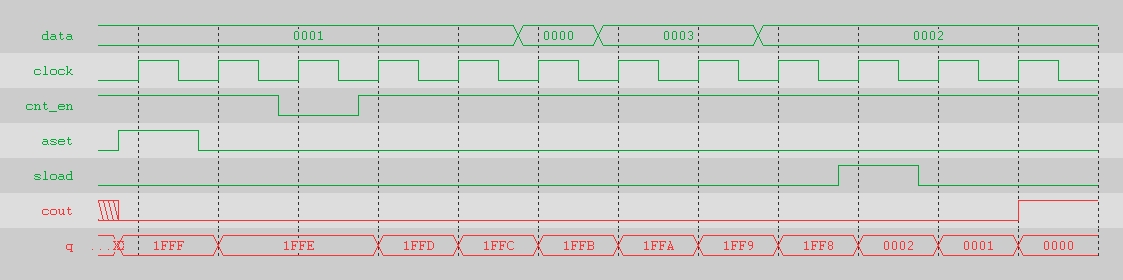 data 0001 0000 0003 0002
clock
cnt_en
aset
sload
cout
q ...X 1FFF 1FFE 1FFD 1FFC 1FFB 1FFA 1FF9 1FF8 0002 0001 0000